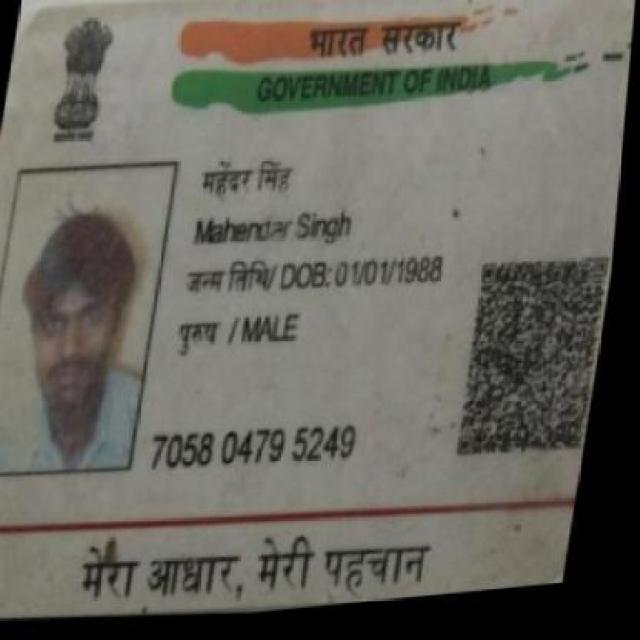 भारत सरकार
GOVERNMENT OF INDIA
महेंदर सिंह
Mahendar Singh
जन्म तिथि/ DOB: 01/01/1988
पुरुष / MALE
7058 0479 5249
मेरा आधार, मेरी पहचान